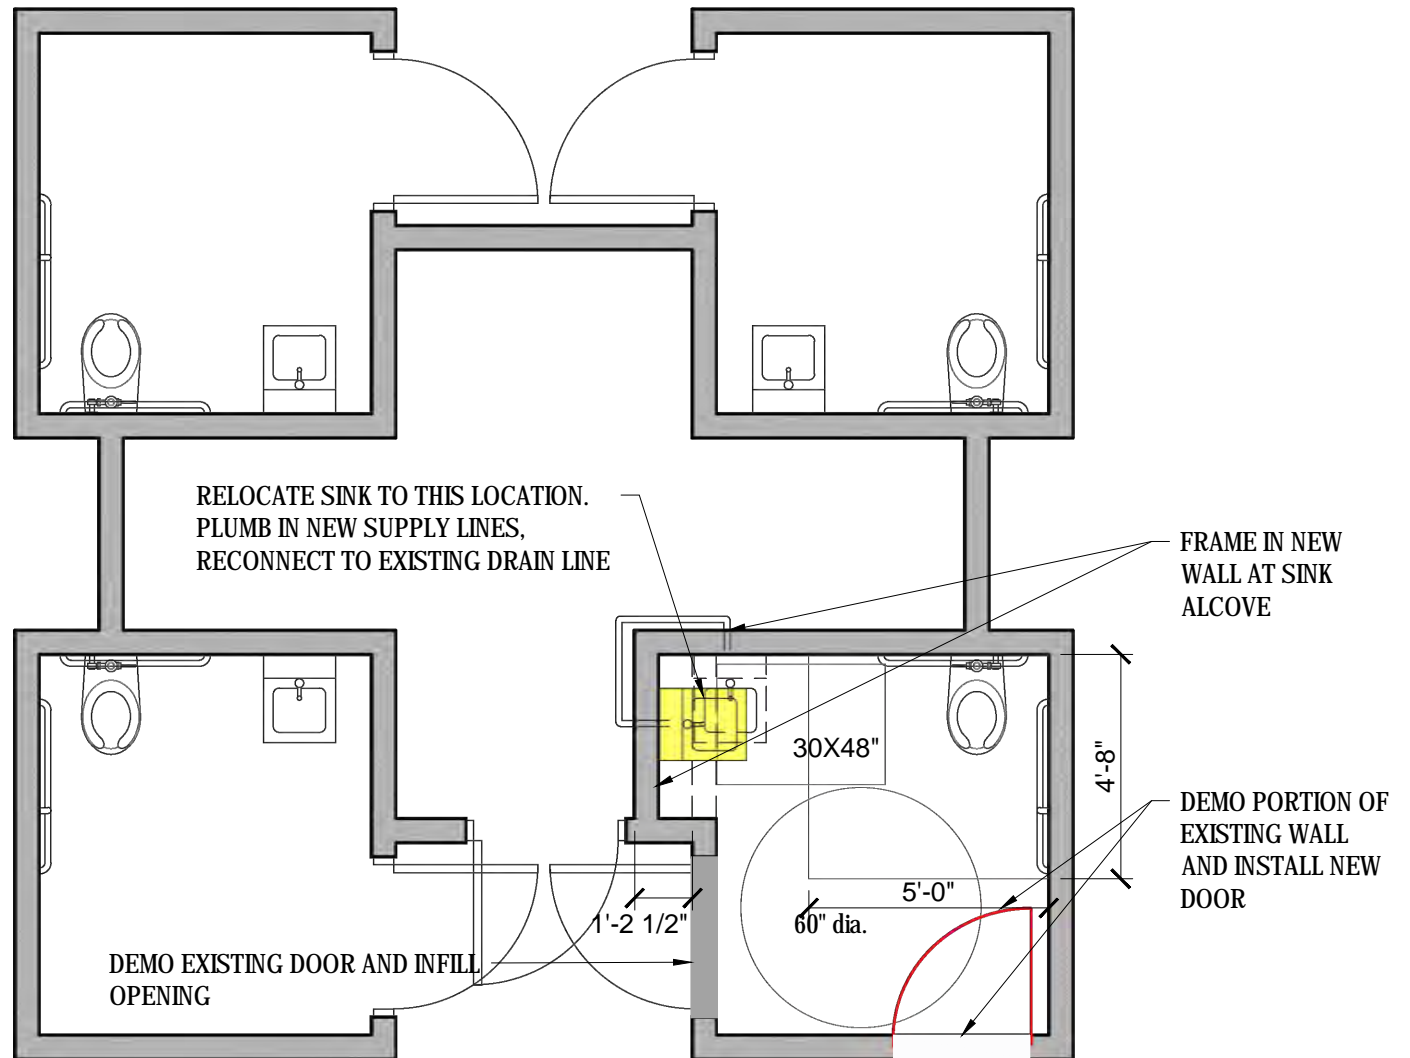 RELOCATE SINK TO THIS LOCATION.
PLUMB IN NEW SUPPLY LINES,
RECONNECT TO EXISTING DRAIN LINE
FRAME IN NEW
WALL AT SINK
ALCOVE
30X48"
4'-8"
DEMO PORTION OF
EXISTING WALL
AND INSTALL NEW
DOOR
5'-0"
1'-2 1/2"
60" dia.
DEMO EXISTING DOOR AND INFILL
OPENING